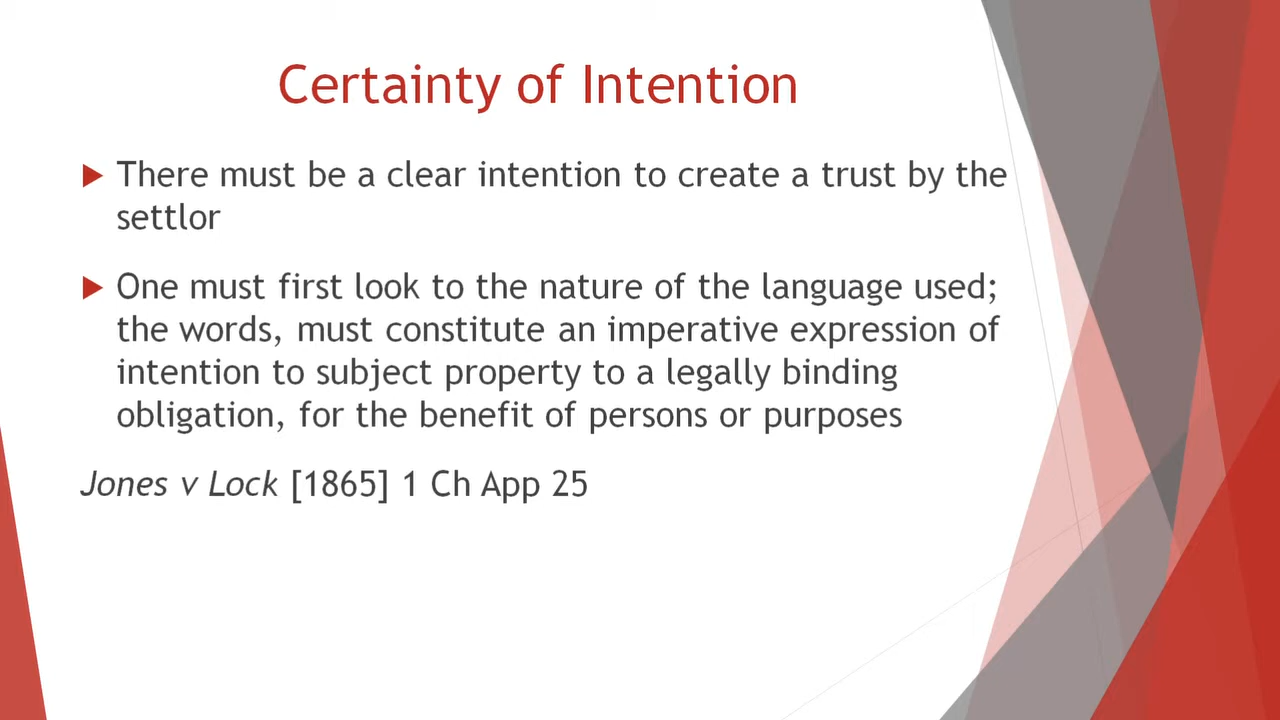 Certainty of Intention
There must be a clear intention to create a trust by the
settlor
One must first look to the nature of the language used;
the words, must constitute an imperative expression of
intention to subject property to a legally binding
obligation, for the benefit of persons or purposes
Jones v Lock [1865] 1 Ch App 25